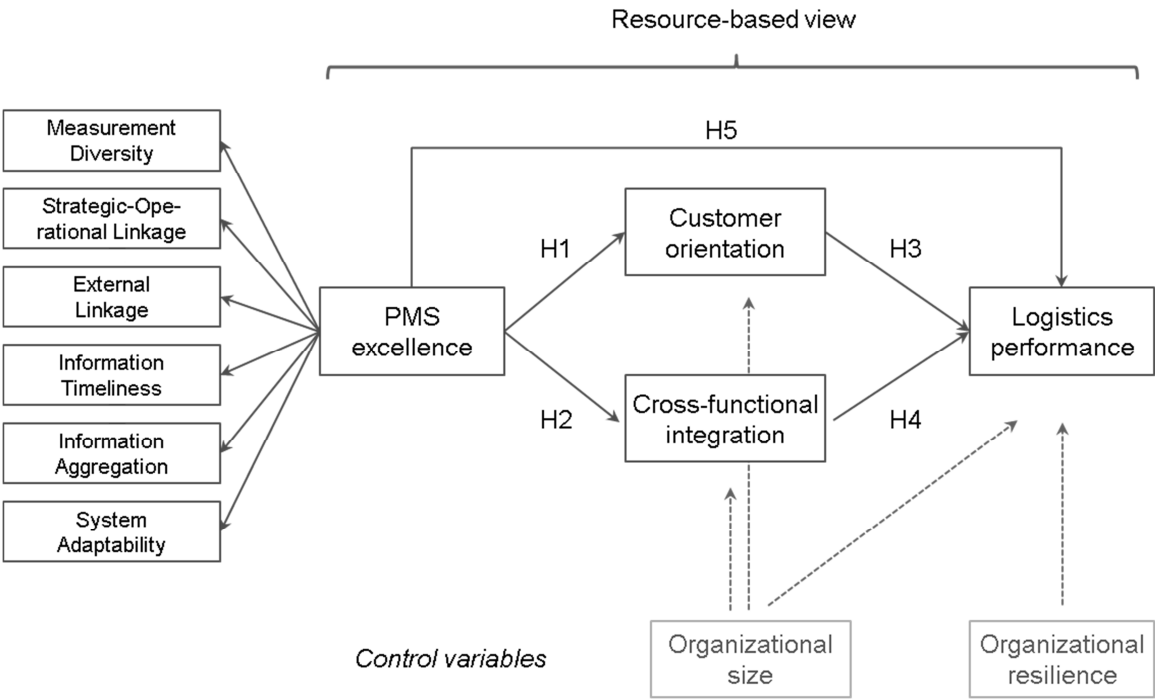 Resource-based view
H5
Measurement
Diversity
Strategic-Ope-
rational Linkage
External
Linkage
Information
Timeliness
Information
Aggregation
System
Adaptability
PMS
excellence
H1
H2
Customer
orientation
Cross-functional
integration
H3
H4
Logistics
performance
Control variables
Organizational
size
Organizational
resilience